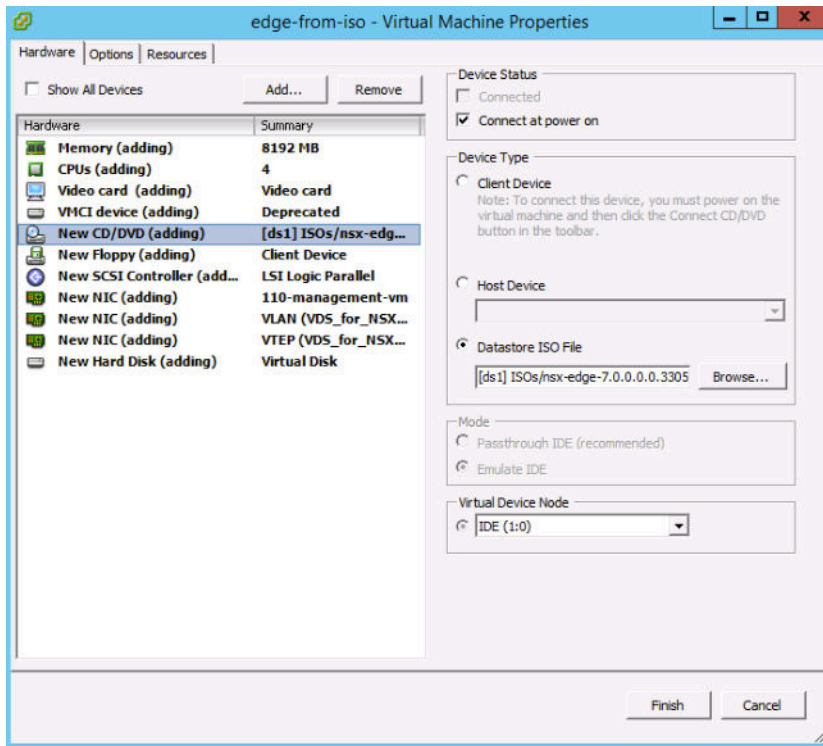 edge-from-iso - Virtual Machine Properties
Hardware Options Resources
Show All Devices
Add...
Remove
Hardware Summary
Memory (adding) 8192 MB
CPUs (adding) 4
Video card (adding) Video card
VMCI device (adding) Deprecated
New CD/DVD (adding) [ds1] ISOs/nsx-edg...
New Floppy (adding) Client Device
New SCSI Controller (add... LSI Logic Parallel
New NIC (adding) 110-management-vm
New NIC (adding) VLAN (VDS_for_NSX...
New NIC (adding) VTEP (VDS_for_NSX...
New Hard Disk (adding) Virtual Disk
Device Status
Connected
Connect at power on
Device Type
Client Device
Note: To connect this device, you must power on the
virtual machine and then click the Connect CD/DVD
button in the toolbar.
Host Device
Datastore ISO File
[ds1] ISOs/nsx-edge-7.0.0.0.0.3305
Browse...
Mode
Passthrough IDE (recommended)
Emulate IDE
Virtual Device Node
IDE (1:0)
Finish
Cancel